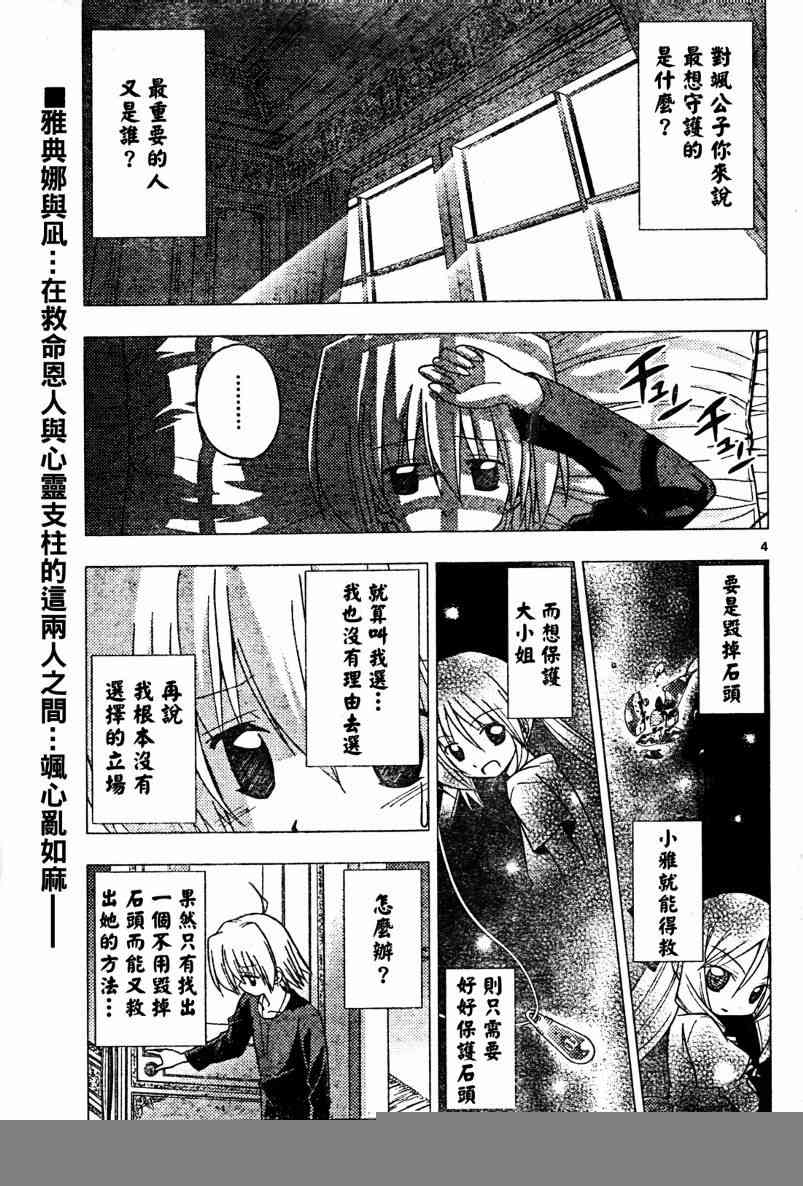 對颯公子你來說
最想守護的
是什麼？
最重要的人
又是誰？
■雅典娜與凪…在救命恩人與心靈支柱的這兩人之間…颯心亂如麻——
チュン
チュン
………
4
要是毀掉石頭
小雅就能得救
而想保護
大小姐
則只需要
好好保護石頭
就算叫我選…
我也沒有理由去選
再說
我根本沒有
選擇的立場
怎麼辦？
果然只有找出
一個不用毀掉
石頭而能又救
出她的方法…